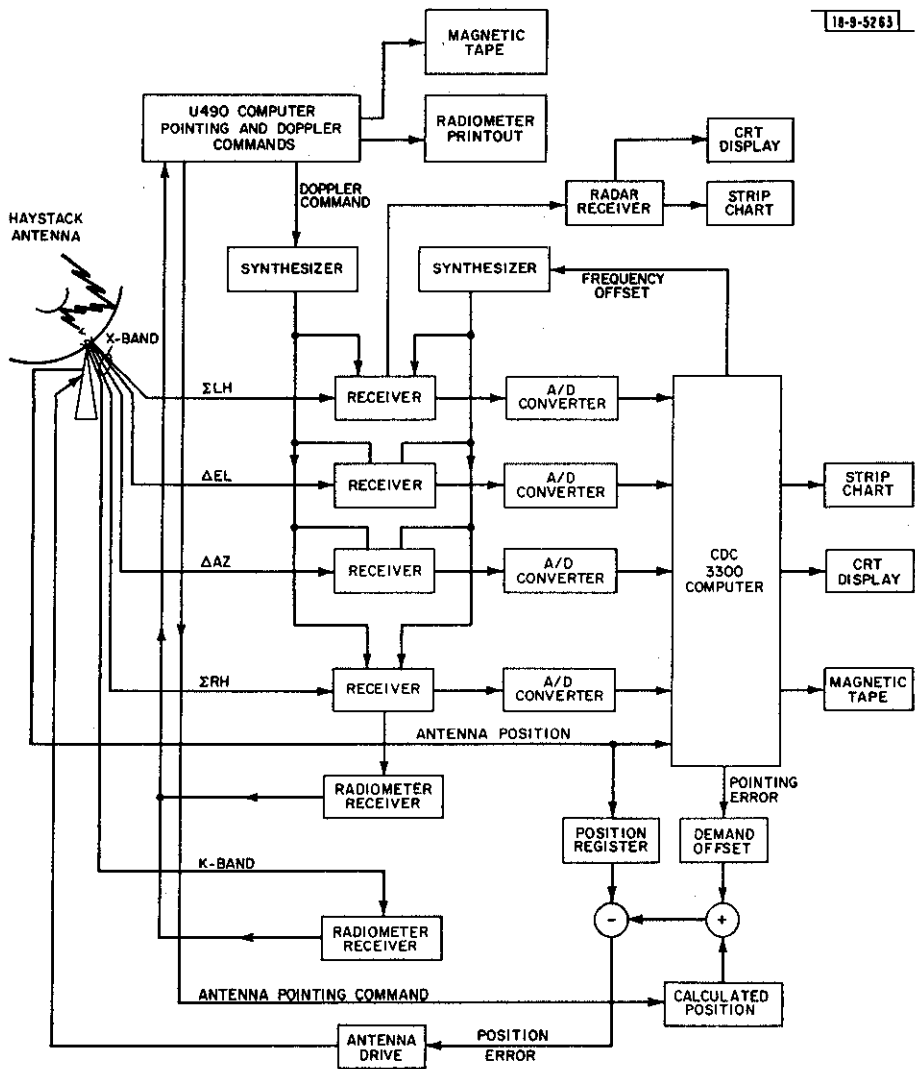 18-9-5263
MAGNETIC
TAPE
U490 COMPUTER
POINTING AND DOPPLER
COMMANDS
RADIOMETER
PRINTOUT
CRT
DISPLAY
DOPPLER
COMMAND
RADAR
RECEIVER
STRIP
CHART
HAYSTACK
ANTENNA
SYNTHESIZER
SYNTHESIZER
FREQUENCY
OFFSET
X-BAND
ΣLH
RECEIVER
A/D
CONVERTER
ΔEL
RECEIVER
A/D
CONVERTER
STRIP
CHART
ΔAZ
RECEIVER
A/D
CONVERTER
CDC
3300
COMPUTER
CRT
DISPLAY
ΣRH
RECEIVER
A/D
CONVERTER
MAGNETIC
TAPE
ANTENNA POSITION
RADIOMETER
RECEIVER
POINTING
ERROR
POSITION
REGISTER
DEMAND
OFFSET
K-BAND
-
+
RADIOMETER
RECEIVER
ANTENNA POINTING COMMAND
CALCULATED
POSITION
ANTENNA
DRIVE
POSITION
ERROR